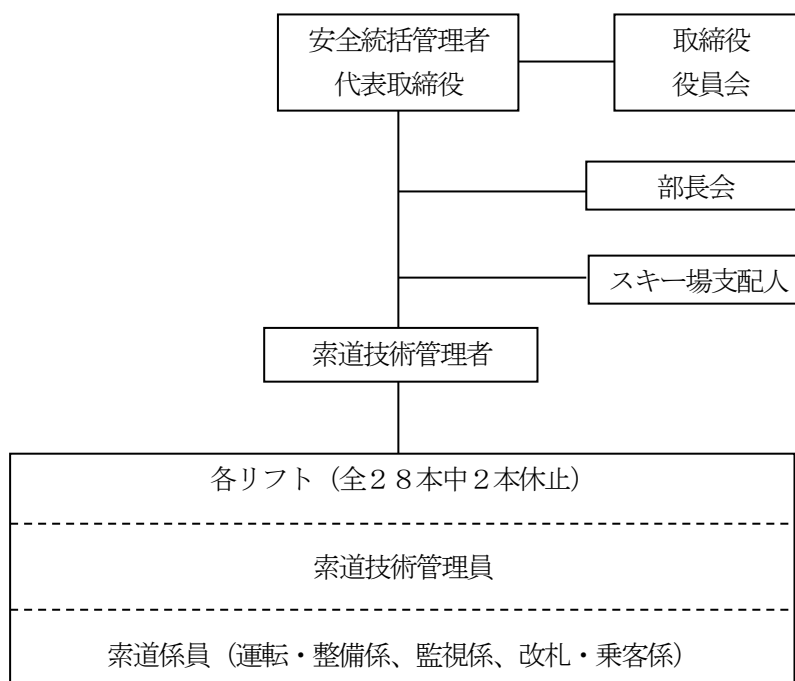 安全統括管理者
代表取締役
取締役
役員会
部長会
スキー場支配人
索道技術管理者
各リフト（全２８本中２本休止）
索道技術管理員
索道係員（運転・整備係、監視係、改札・乗客係）